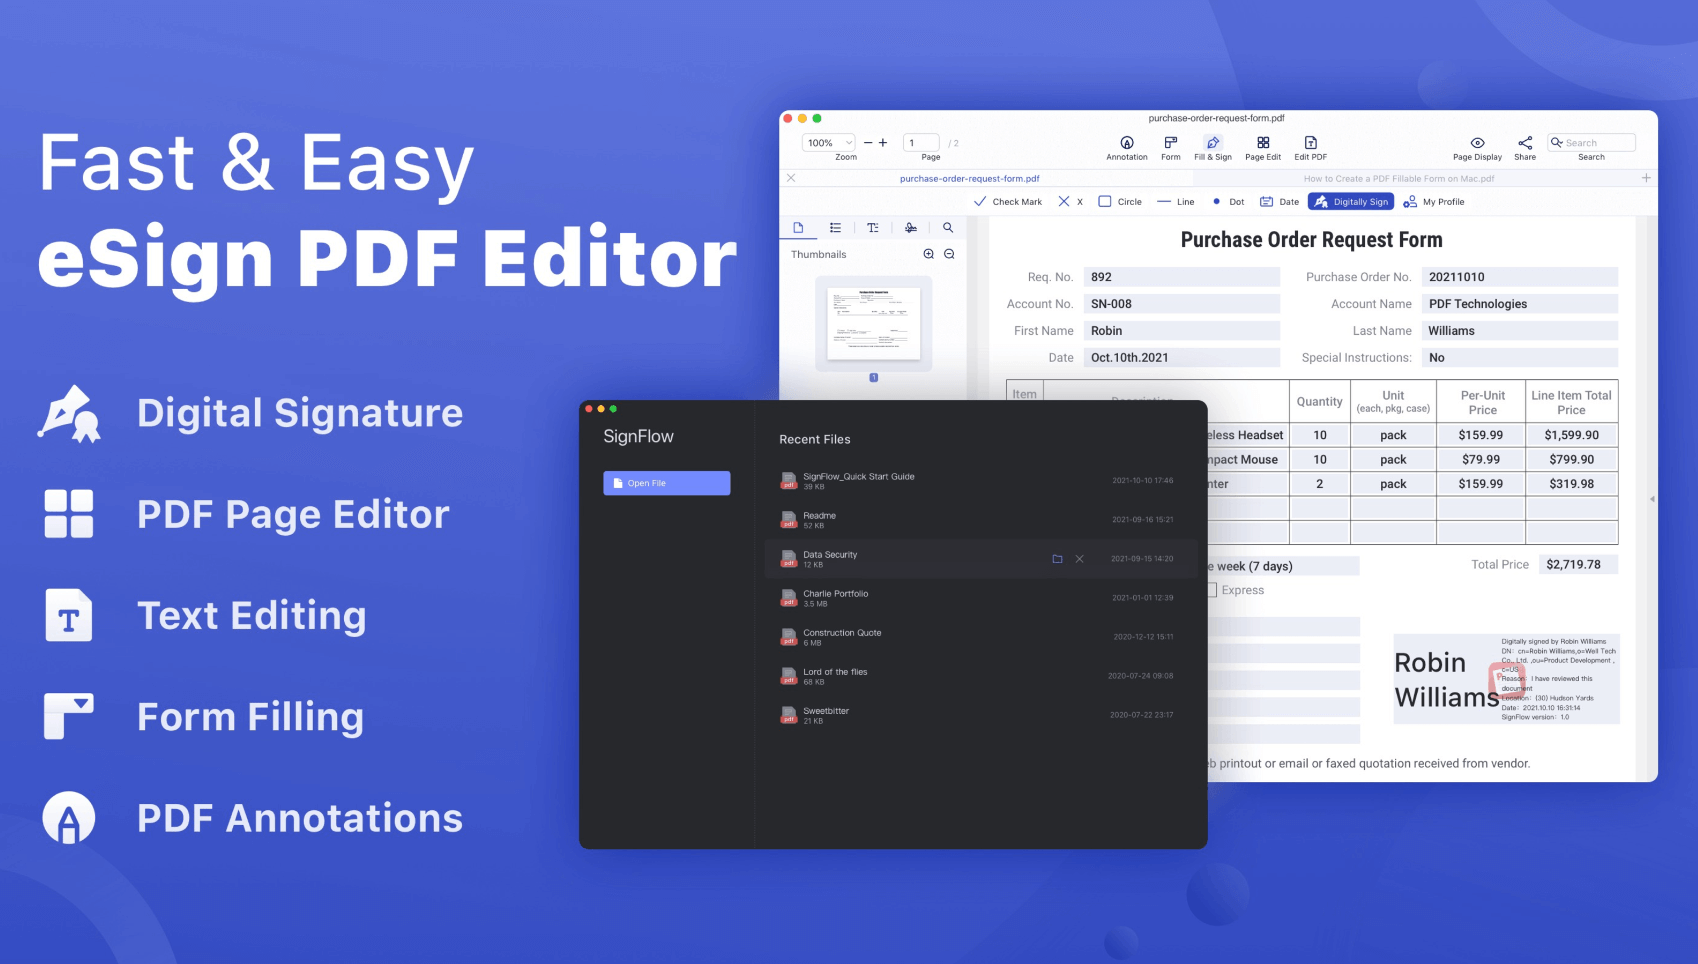 Fast & Easy
eSign PDF Editor
Digital Signature
PDF Page Editor
Text Editing
Form Filling
PDF Annotations
purchase-order-request-form.pdf
100%
Zoom
1 / 2
Page
Annotation
Form
Fill & Sign
Page Edit
Edit PDF
Page Display
Share
Search
Search
purchase-order-request-form.pdf
How to Create a PDF Fillable Form on Mac.pdf
Check Mark
X
Circle
Line
Dot
Date
Digitally Sign
My Profile
Thumbnails
1
Purchase Order Request Form
Req. No. 892 Purchase Order No. 20211010
Account No. SN-008 Account Name PDF Technologies
First Name Robin Last Name Williams
Date Oct.10th.2021 Special Instructions: No
Item Quantity Unit (each, pkg, case) Per-Unit Price Line Item Total Price
eless Headset 10 pack $159.99 $1,599.90
mpact Mouse 10 pack $79.99 $799.90
nter 2 pack $159.99 $319.98
e week (7 days) Total Price $2,719.78
Express
Robin
Williams
Digitally signed by Robin Williams
DN: cn=Robin Williams,o=Well Tech
Co., Ltd. ,ou=Product Development ,
c=US
Reason: I have reviewed this
document
Location: (30) Hudson Yards
Date: 2021.10.10 16:31:14
SignFlow version: 1.0
eb printout or email or faxed quotation received from vendor.
SignFlow
Open File
Recent Files
SignFlow_Quick Start Guide
39 KB
2021-10-10 17:46
Readme
52 KB
2021-09-16 15:21
Data Security
12 KB
2021-09-15 14:20
Charlie Portfolio
3.5 MB
2021-01-01 12:39
Construction Quote
6 MB
2020-12-12 15:11
Lord of the flies
68 KB
2020-07-24 09:08
Sweetbitter
21 KB
2020-07-22 23:17